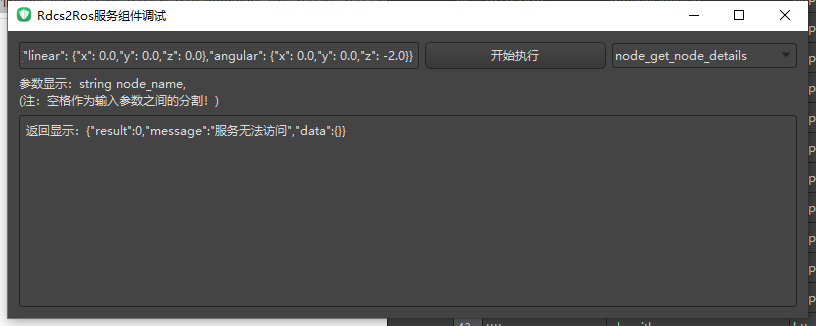 Rdcs2Ros服务组件调试
"linear": {"x": 0.0,"y": 0.0,"z": 0.0},"angular": {"x": 0.0,"y": 0.0,"z": -2.0}}
开始执行
node_get_node_details
参数显示：string node_name,
(注：空格作为输入参数之间的分割！)
返回显示：{"result":0,"message":"服务无法访问","data":{}}